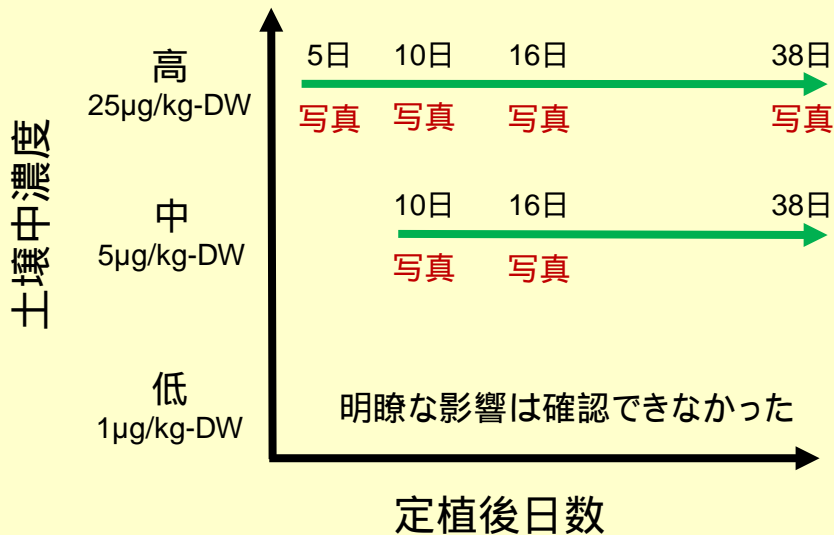 土壌中濃度
高
25μg/kg-DW
5日 10日 16日 38日
写真 写真 写真 写真
中
5μg/kg-DW
10日 16日 38日
写真 写真
低
1μg/kg-DW
明瞭な影響は確認できなかった
定植後日数